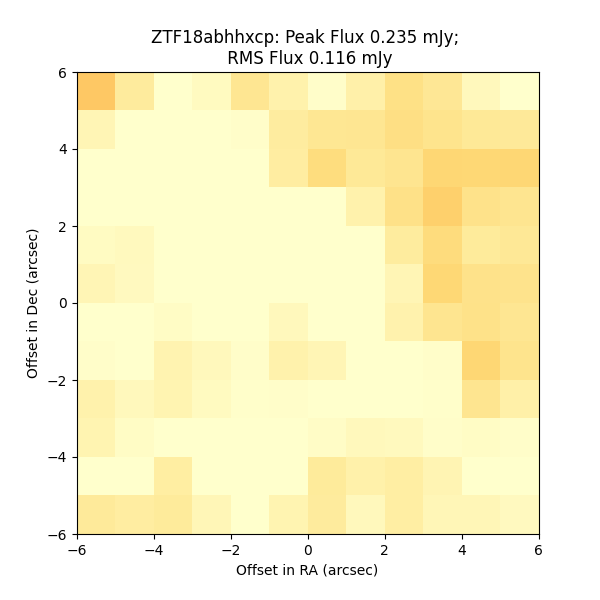 ZTF18abhhxcp: Peak Flux 0.235 mJy;
RMS Flux 0.116 mJy
6
4
2
0
−2
−4
−6
Offset in Dec (arcsec)
−6 −4 −2 0 2 4 6
Offset in RA (arcsec)